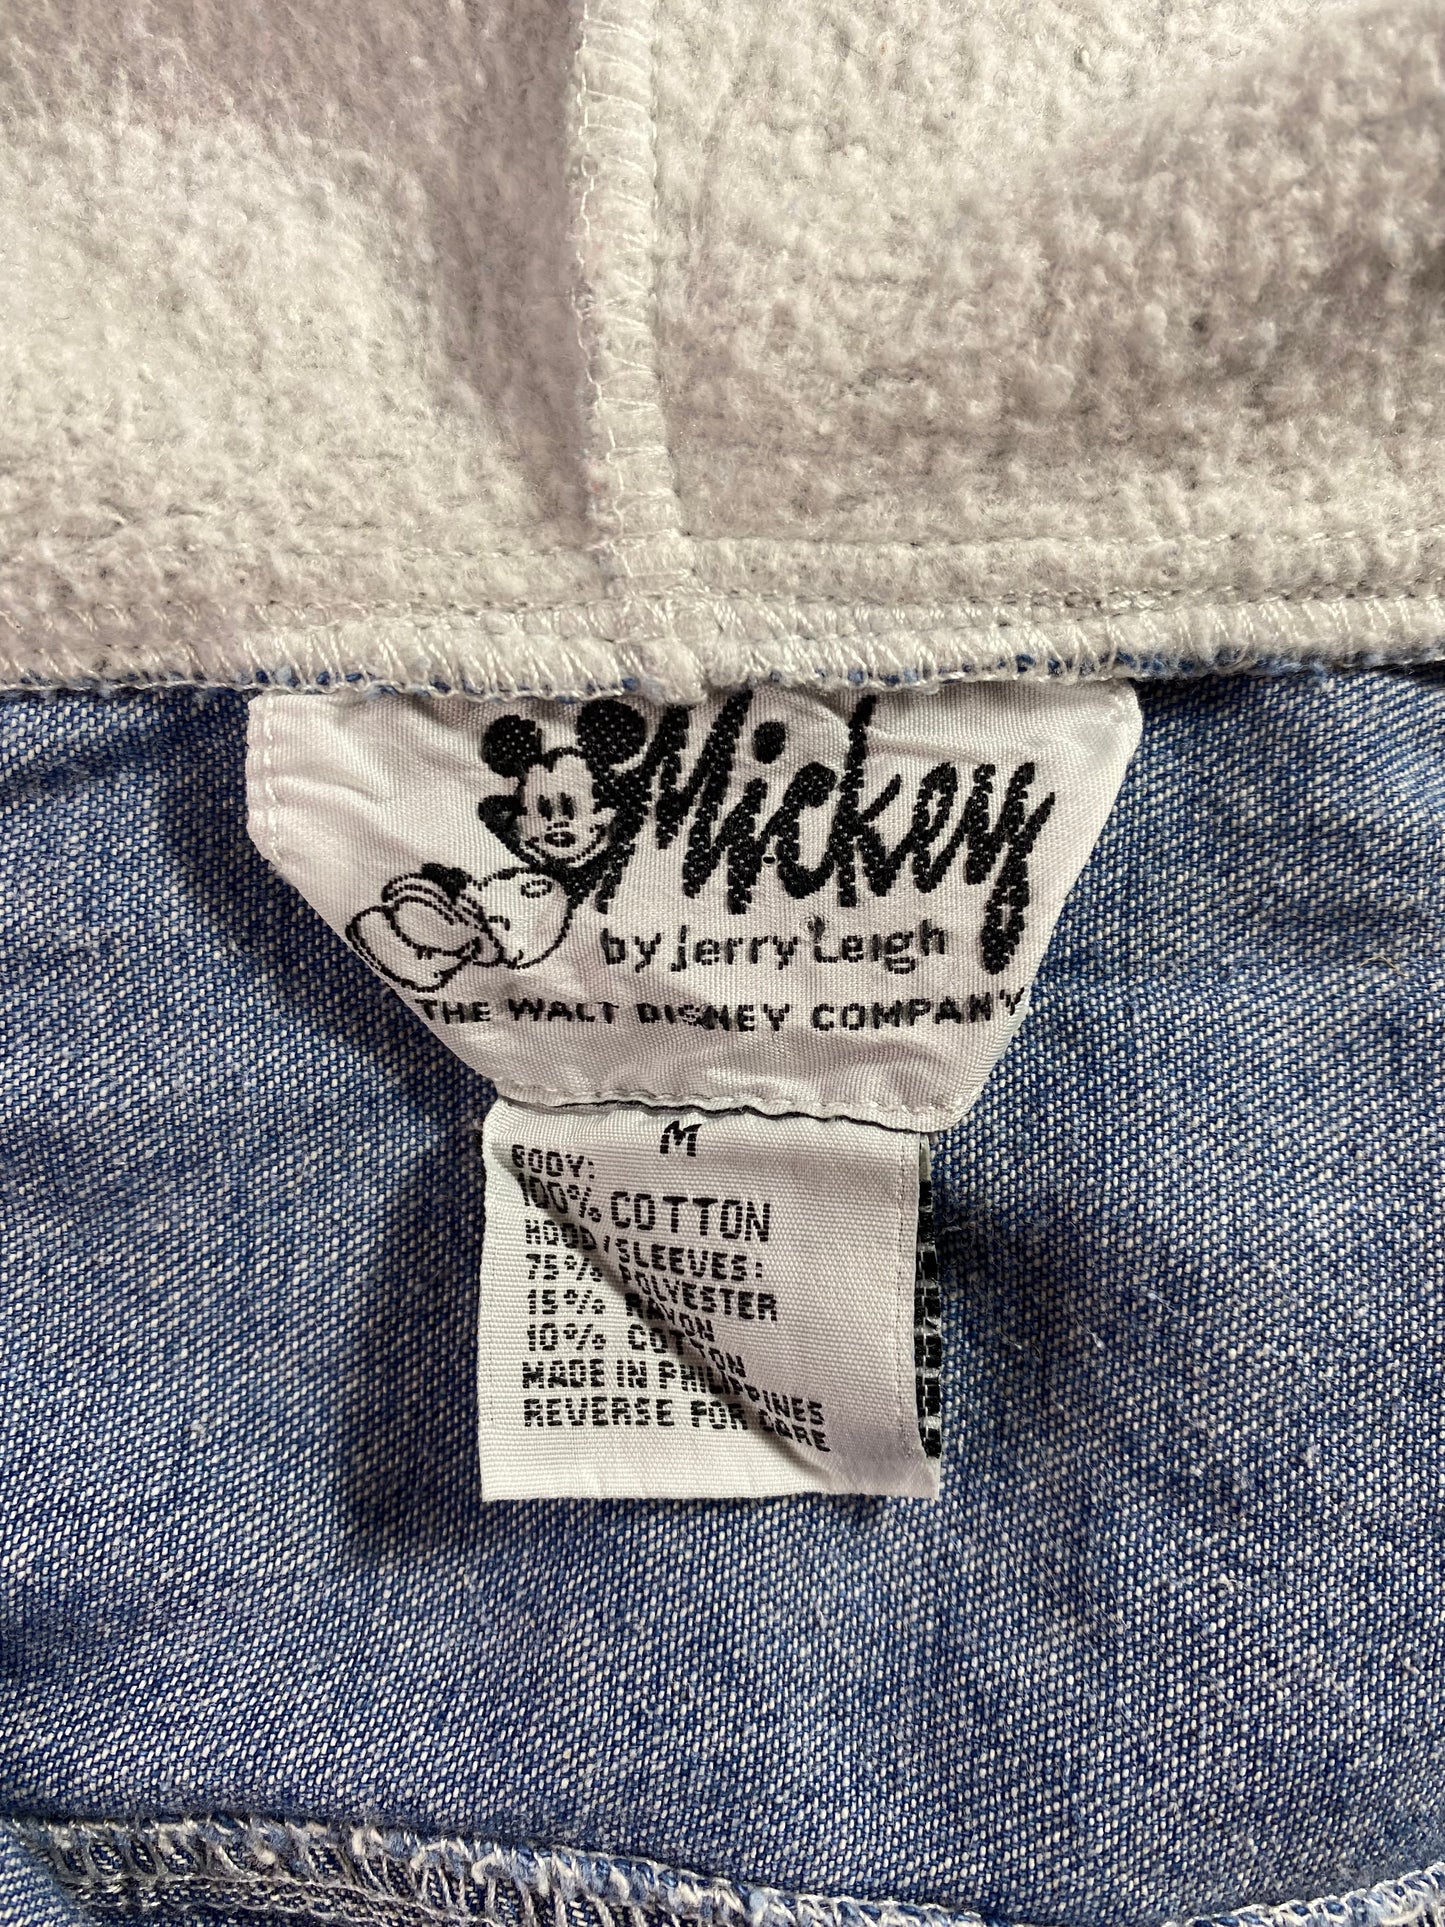 Mickey
by Jerry Leigh
THE WALT DISNEY COMPANY
M
BODY:
100% COTTON
HOOD/SLEEVES:
75% POLYESTER
15% RAYON
10% COTTON
MADE IN PHILIPPINES
REVERSE FOR CARE